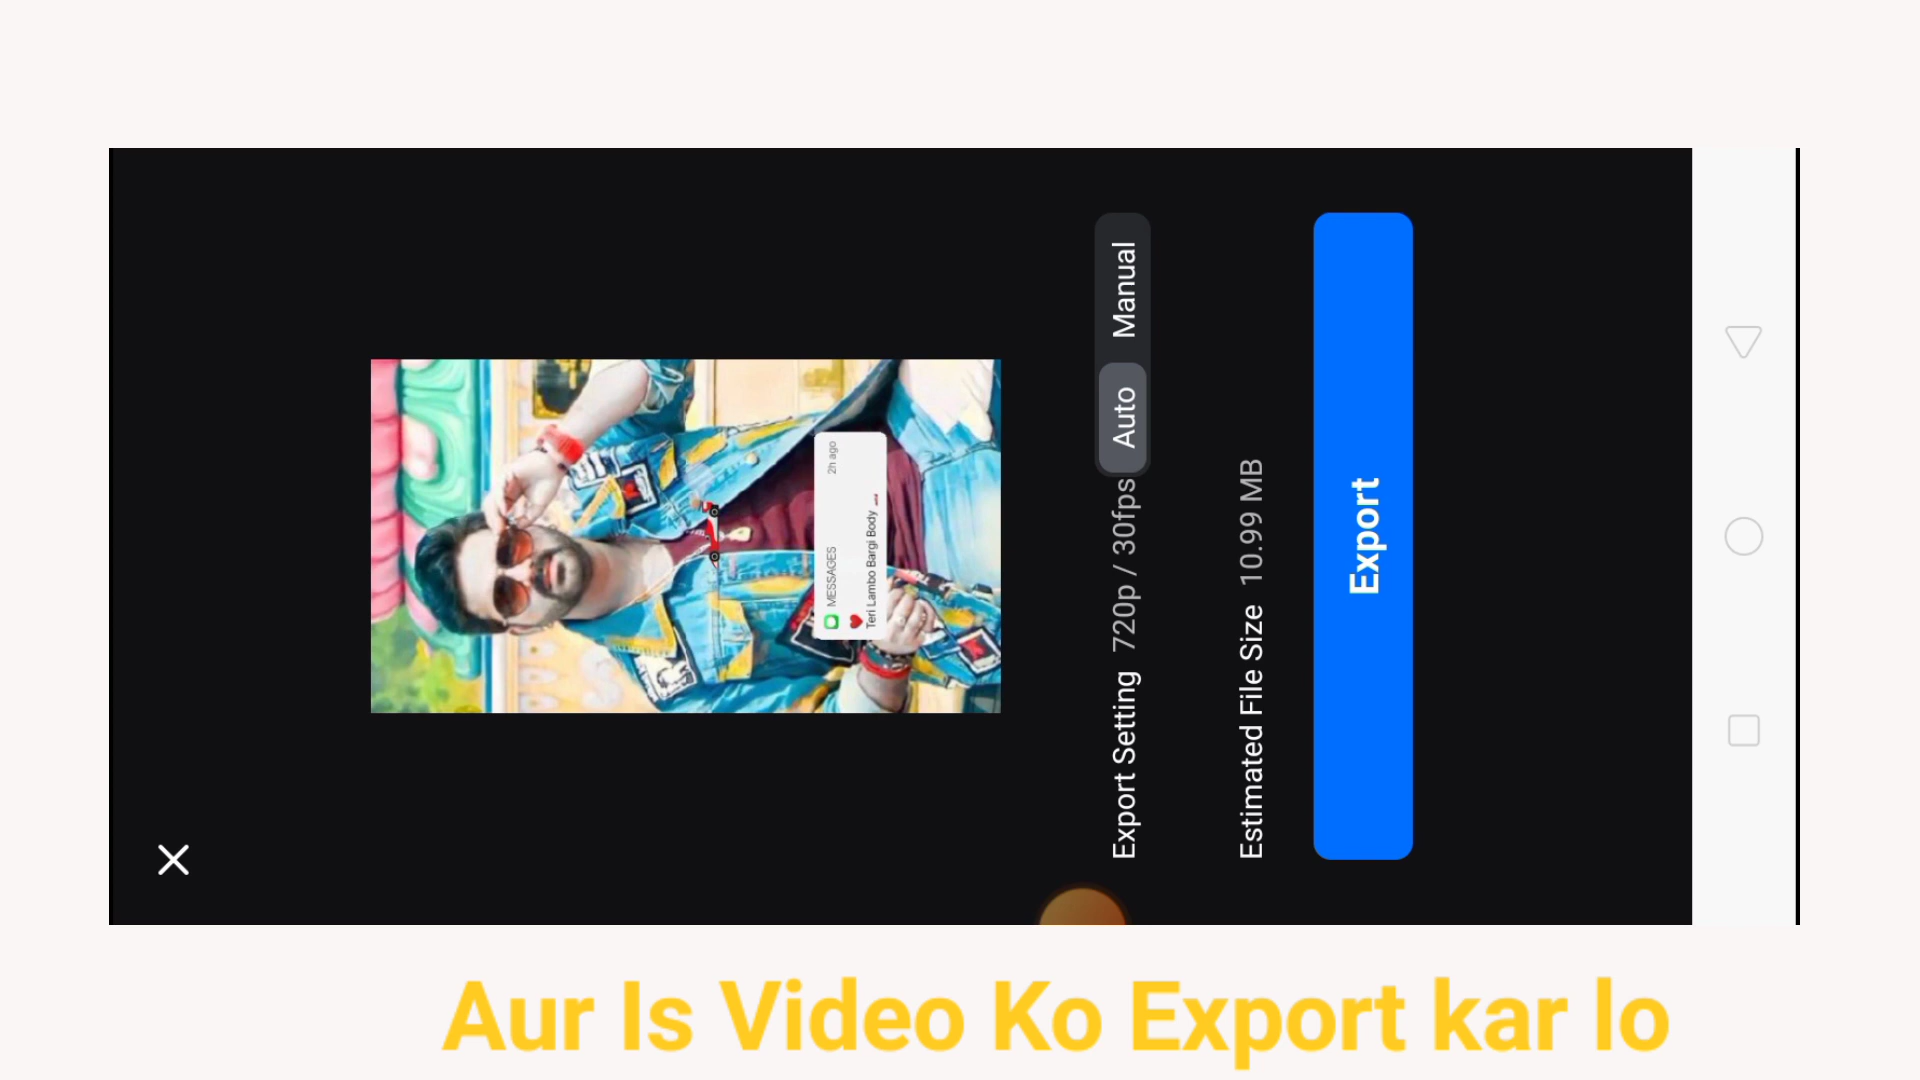 MESSAGES 2h ago
Teri Lambo Bargi Body
Export Setting 720p / 30fps Auto Manual
Estimated File Size 10.99 MB
Export
Aur Is Video Ko Export kar lo